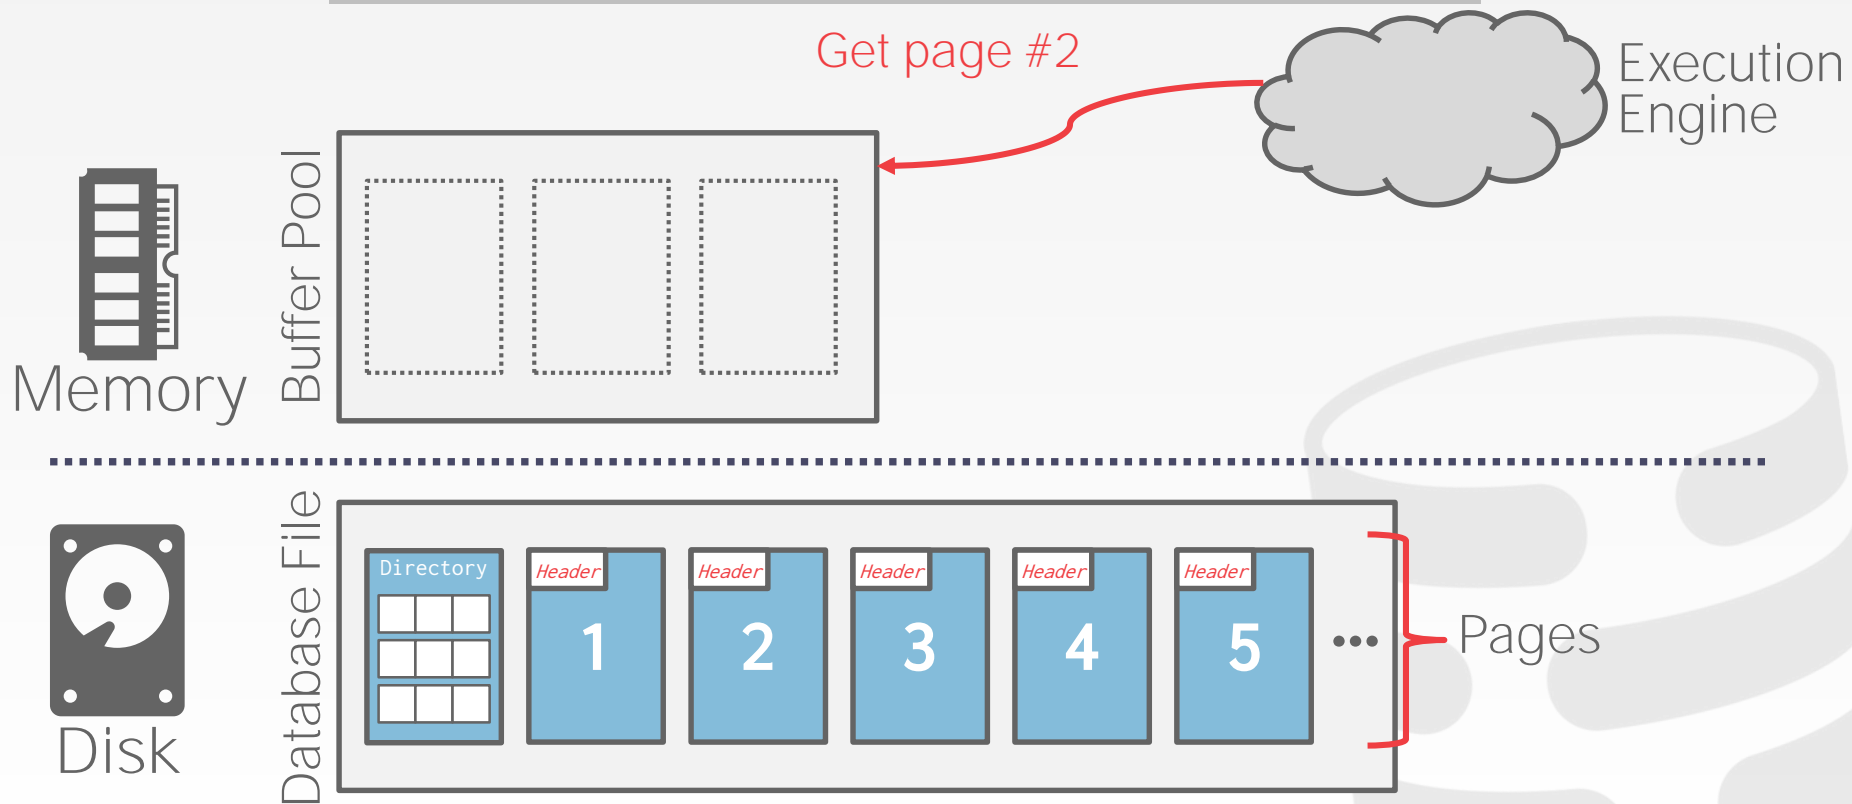 Get page #2
Execution
Engine
Buffer Pool
Memory
Database File
Directory
Header
1
Header
2
Header
3
Header
4
Header
5
•••
Pages
Disk